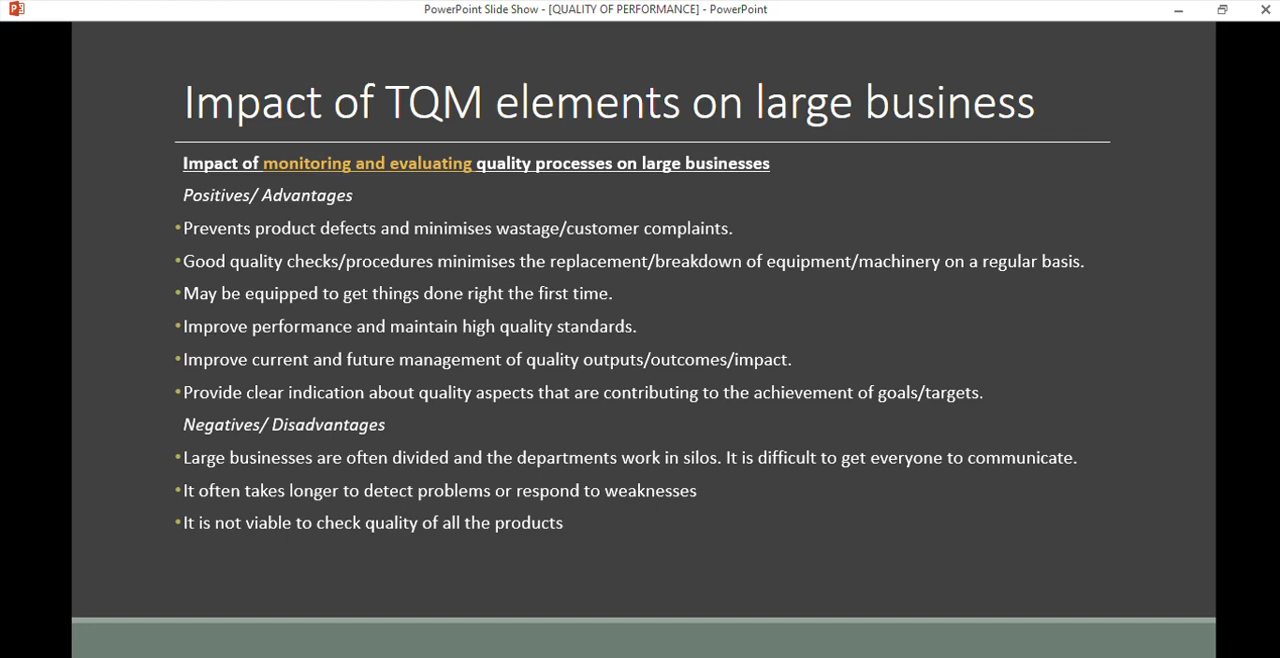 PowerPoint Slide Show - [QUALITY OF PERFORMANCE] - PowerPoint
Impact of TQM elements on large business
Impact of monitoring and evaluating quality processes on large businesses
Positives/ Advantages
•Prevents product defects and minimises wastage/customer complaints.
•Good quality checks/procedures minimises the replacement/breakdown of equipment/machinery on a regular basis.
•May be equipped to get things done right the first time.
•Improve performance and maintain high quality standards.
•Improve current and future management of quality outputs/outcomes/impact.
•Provide clear indication about quality aspects that are contributing to the achievement of goals/targets.
Negatives/ Disadvantages
•Large businesses are often divided and the departments work in silos. It is difficult to get everyone to communicate.
•It often takes longer to detect problems or respond to weaknesses
•It is not viable to check quality of all the products